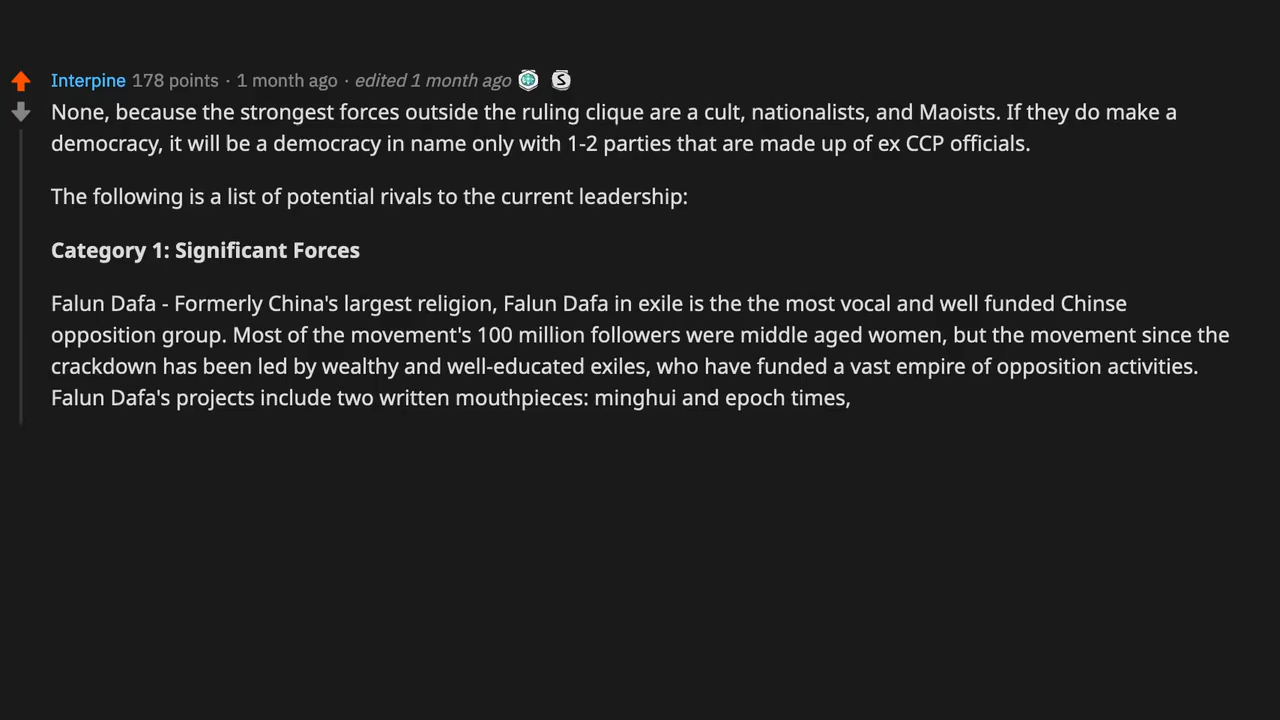 Interpine 178 points · 1 month ago · edited 1 month ago
None, because the strongest forces outside the ruling clique are a cult, nationalists, and Maoists. If they do make a
democracy, it will be a democracy in name only with 1-2 parties that are made up of ex CCP officials.
The following is a list of potential rivals to the current leadership:
Category 1: Significant Forces
Falun Dafa - Formerly China's largest religion, Falun Dafa in exile is the the most vocal and well funded Chinse
opposition group. Most of the movement's 100 million followers were middle aged women, but the movement since the
crackdown has been led by wealthy and well-educated exiles, who have funded a vast empire of opposition activities.
Falun Dafa's projects include two written mouthpieces: minghui and epoch times,